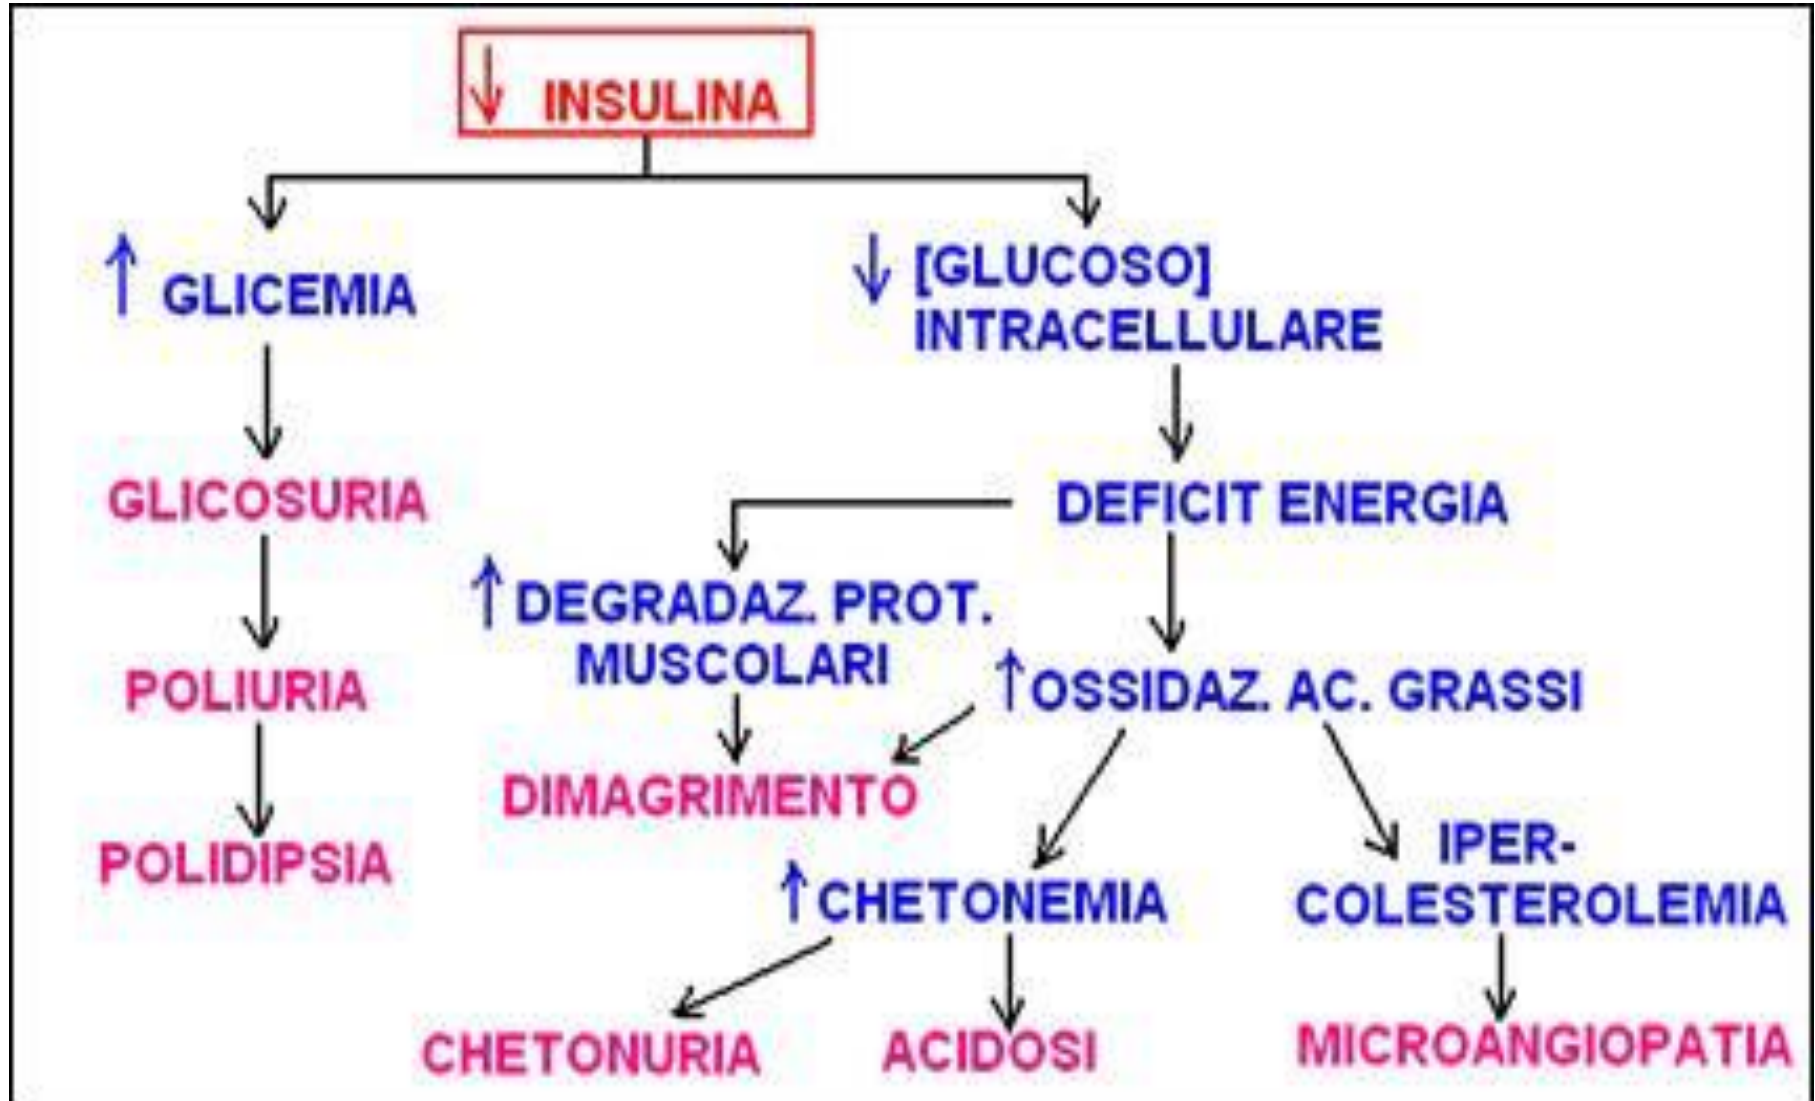 ↓ INSULINA
↑ GLICEMIA
↓ [GLUCOSO]
INTRACELLULARE
GLICOSURIA
DEFICIT ENERGIA
↑ DEGRADAZ. PROT.
MUSCOLARI
POLIURIA
↑ OSSIDAZ. AC. GRASSI
DIMAGRIMENTO
POLIDIPSIA
↑ CHETONEMIA
IPER-
COLESTEROLEMIA
CHETONURIA
ACIDOSI
MICROANGIOPATIA